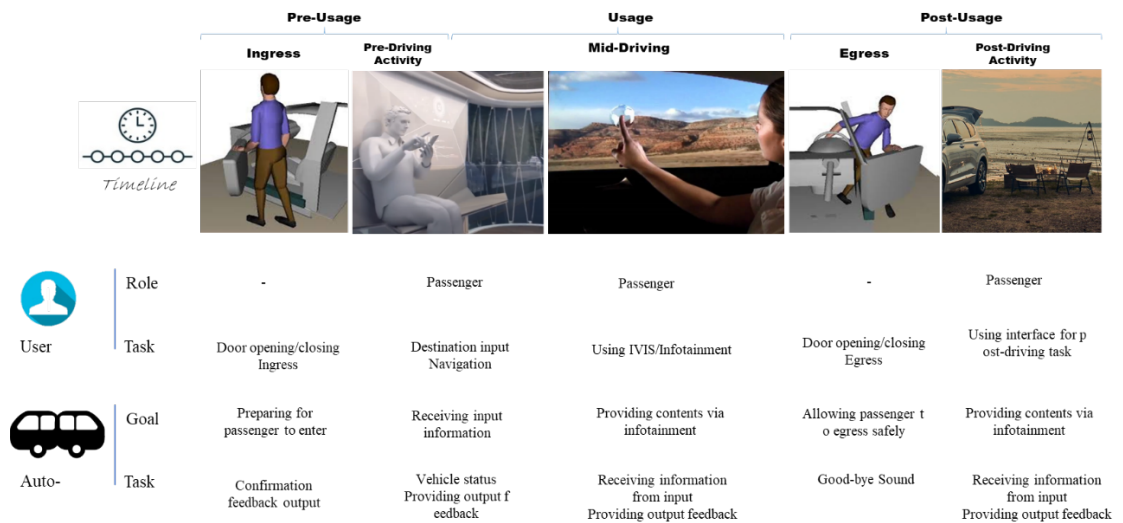 Pre-Usage
Usage
Post-Usage
Ingress
Pre-Driving
Activity
Mid-Driving
Egress
Post-Driving
Activity
Timeline
User
Role
-
Passenger
Passenger
-
Passenger
Task
Door opening/closing
Ingress
Destination input
Navigation
Using IVIS/Infotainment
Door opening/closing
Egress
Using interface for p
ost-driving task
Auto-
Goal
Preparing for
passenger to enter
Receiving input
information
Providing contents via
infotainment
Allowing passenger t
o egress safely
Providing contents via
infotainment
Task
Confirmation
feedback output
Vehicle status
Providing output f
eedback
Receiving information
from input
Providing output feedback
Good-bye Sound
Receiving information
from input
Providing output feedback